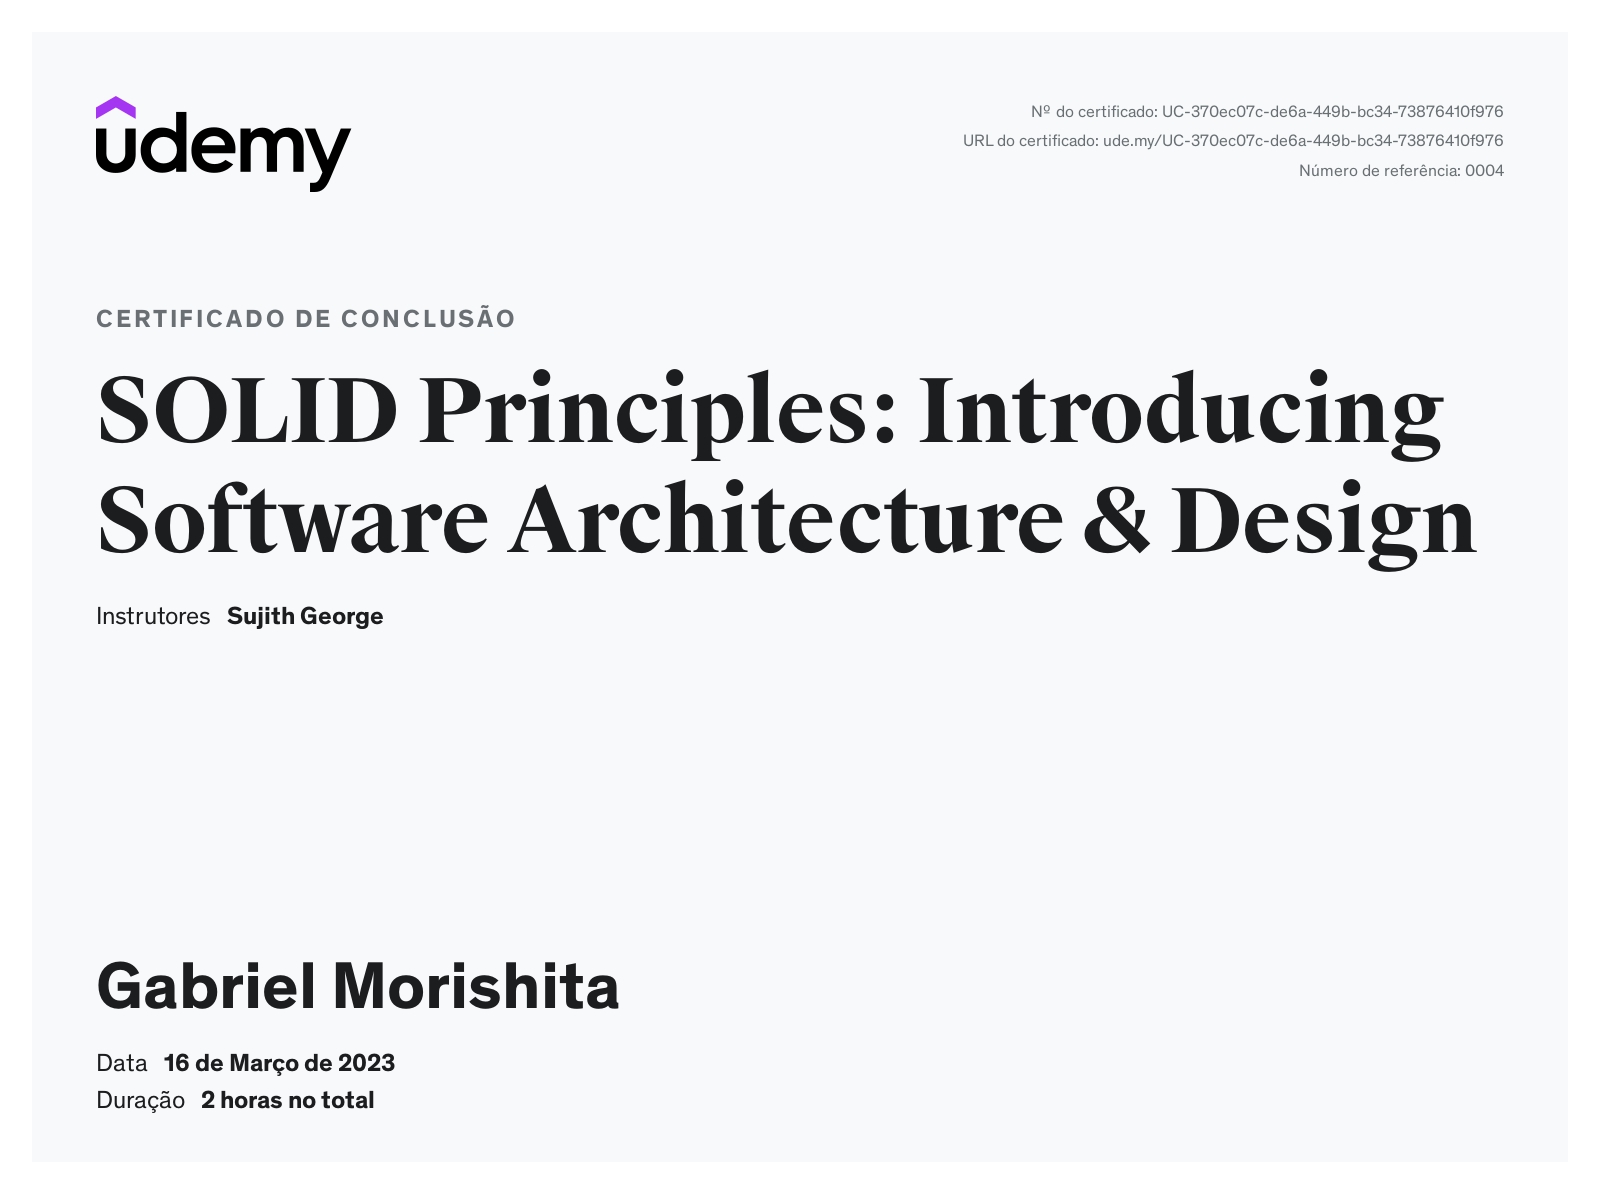 udemy
Nº do certificado: UC-370ec07c-de6a-449b-bc34-73876410f976
URL do certificado: ude.my/UC-370ec07c-de6a-449b-bc34-73876410f976
Número de referência: 0004
CERTIFICADO DE CONCLUSÃO
SOLID Principles: Introducing
Software Architecture & Design
Instrutores Sujith George
Gabriel Morishita
Data 16 de Março de 2023
Duração 2 horas no total